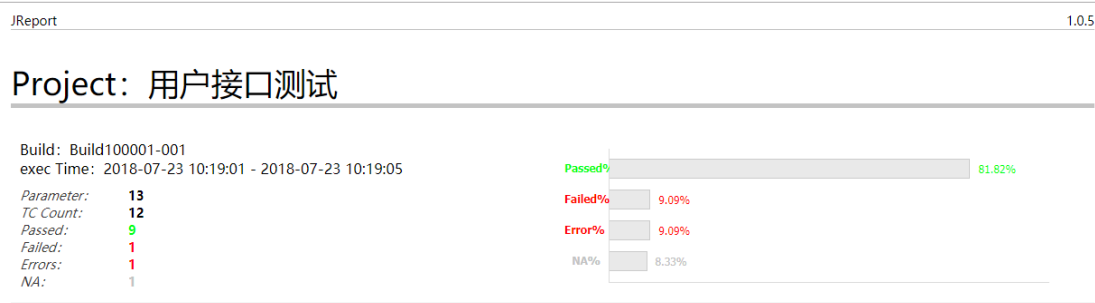 JReport 1.0.5
Project：用户接口测试
Build：Build100001-001
exec Time：2018-07-23 10:19:01 - 2018-07-23 10:19:05
Parameter: 13
TC Count: 12
Passed: 9
Failed: 1
Errors: 1
NA: 1
Passed% 81.82%
Failed% 9.09%
Error% 9.09%
NA% 8.33%